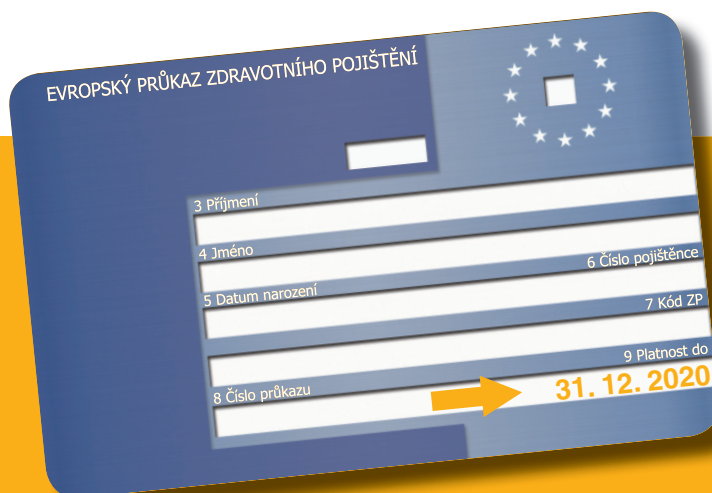 EVROPSKÝ PRŮKAZ ZDRAVOTNÍHO POJIŠTĚNÍ
3 Příjmení
4 Jméno
5 Datum narození
6 Číslo pojištěnce
7 Kód ZP
8 Číslo průkazu
9 Platnost do
31. 12. 2020